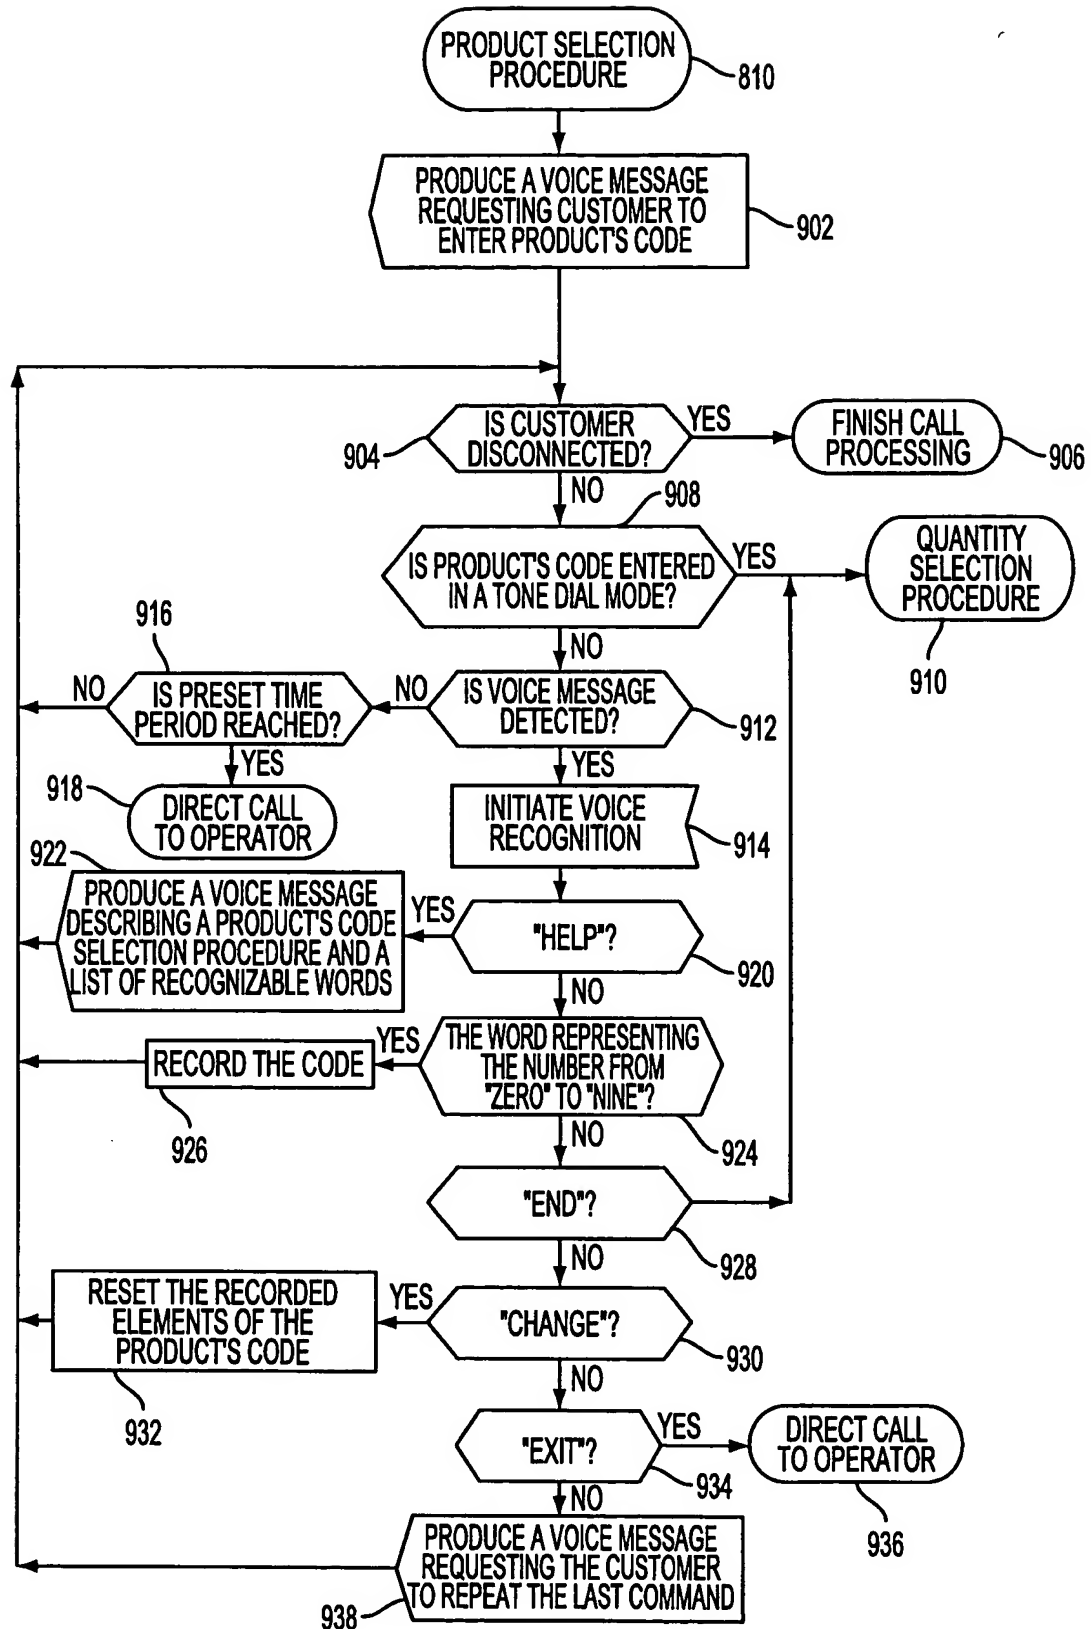 PRODUCT SELECTION
PROCEDURE
810
PRODUCE A VOICE MESSAGE
REQUESTING CUSTOMER TO
ENTER PRODUCT'S CODE
902
IS CUSTOMER
DISCONNECTED?
904
YES
FINISH CALL
PROCESSING
906
NO
908
IS PRODUCT'S CODE ENTERED
IN A TONE DIAL MODE?
YES
QUANTITY
SELECTION
PROCEDURE
910
NO
916
IS PRESET TIME
PERIOD REACHED?
NO
NO
IS VOICE MESSAGE
DETECTED?
912
YES
918
DIRECT CALL
TO OPERATOR
YES
INITIATE VOICE
RECOGNITION
914
922
PRODUCE A VOICE MESSAGE
DESCRIBING A PRODUCT'S CODE
SELECTION PROCEDURE AND A
LIST OF RECOGNIZABLE WORDS
YES
"HELP"?
920
NO
RECORD THE CODE
926
YES
THE WORD REPRESENTING
THE NUMBER FROM
"ZERO" TO "NINE"?
924
NO
"END"?
928
NO
RESET THE RECORDED
ELEMENTS OF THE
PRODUCT'S CODE
932
YES
"CHANGE"?
930
NO
"EXIT"?
934
YES
DIRECT CALL
TO OPERATOR
936
NO
PRODUCE A VOICE MESSAGE
REQUESTING THE CUSTOMER
TO REPEAT THE LAST COMMAND
938